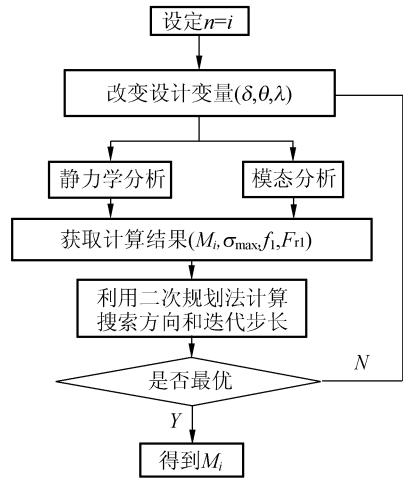 设定n=i
改变设计变量(δ,θ,λ)
静力学分析
模态分析
获取计算结果(Mi,σmax,f1,Fr1)
利用二次规划法计算
搜索方向和迭代步长
是否最优
N
Y
得到Mi